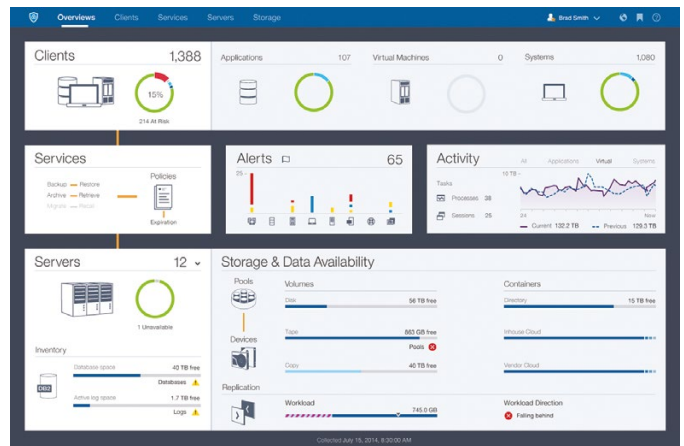 Overviews Clients Services Servers Storage Brad Smith
Clients 1,388
15%
214 At Risk
Applications 107
Virtual Machines 0
Systems 1,080
Services
Backup Restore
Archive Retrieve
Migrate Recall
Policies
Expiration
Alerts 65
25
Activity
All Applications Virtual Systems
Tasks
Processes 38
Sessions 26
10 TB
24 Now
Current 132.2 TB Previous 129.3 TB
Servers 12
1 Unavailable
Inventory
DB2
Database space 40 TB free
Databases
Active log space 1.7 TB free
Logs
Storage & Data Availability
Pools
Devices
Volumes
Disk 56 TB free
Tape 860 GB free
Pools
Copy 40 TB free
Containers
Directory 15 TB free
Inhouse Cloud
Vendor Cloud
Replication
Workload
745.0 GB
Workload Direction
Falling behind
Collected July 15, 2014, 8:30:00 AM